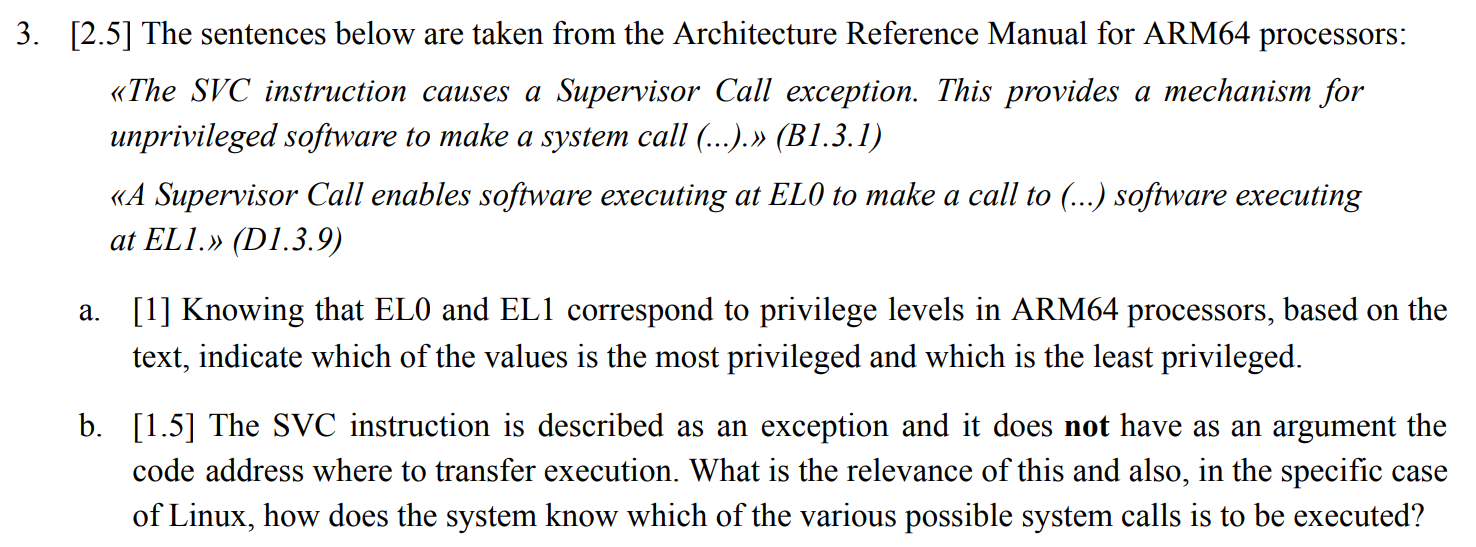 3. [2.5] The sentences below are taken from the Architecture Reference Manual for ARM64 processors:
«The SVC instruction causes a Supervisor Call exception. This provides a mechanism for
unprivileged software to make a system call (...).» (B1.3.1)
«A Supervisor Call enables software executing at EL0 to make a call to (...) software executing
at EL1.» (D1.3.9)
a. [1] Knowing that EL0 and EL1 correspond to privilege levels in ARM64 processors, based on the
text, indicate which of the values is the most privileged and which is the least privileged.
b. [1.5] The SVC instruction is described as an exception and it does not have as an argument the
code address where to transfer execution. What is the relevance of this and also, in the specific case
of Linux, how does the system know which of the various possible system calls is to be executed?